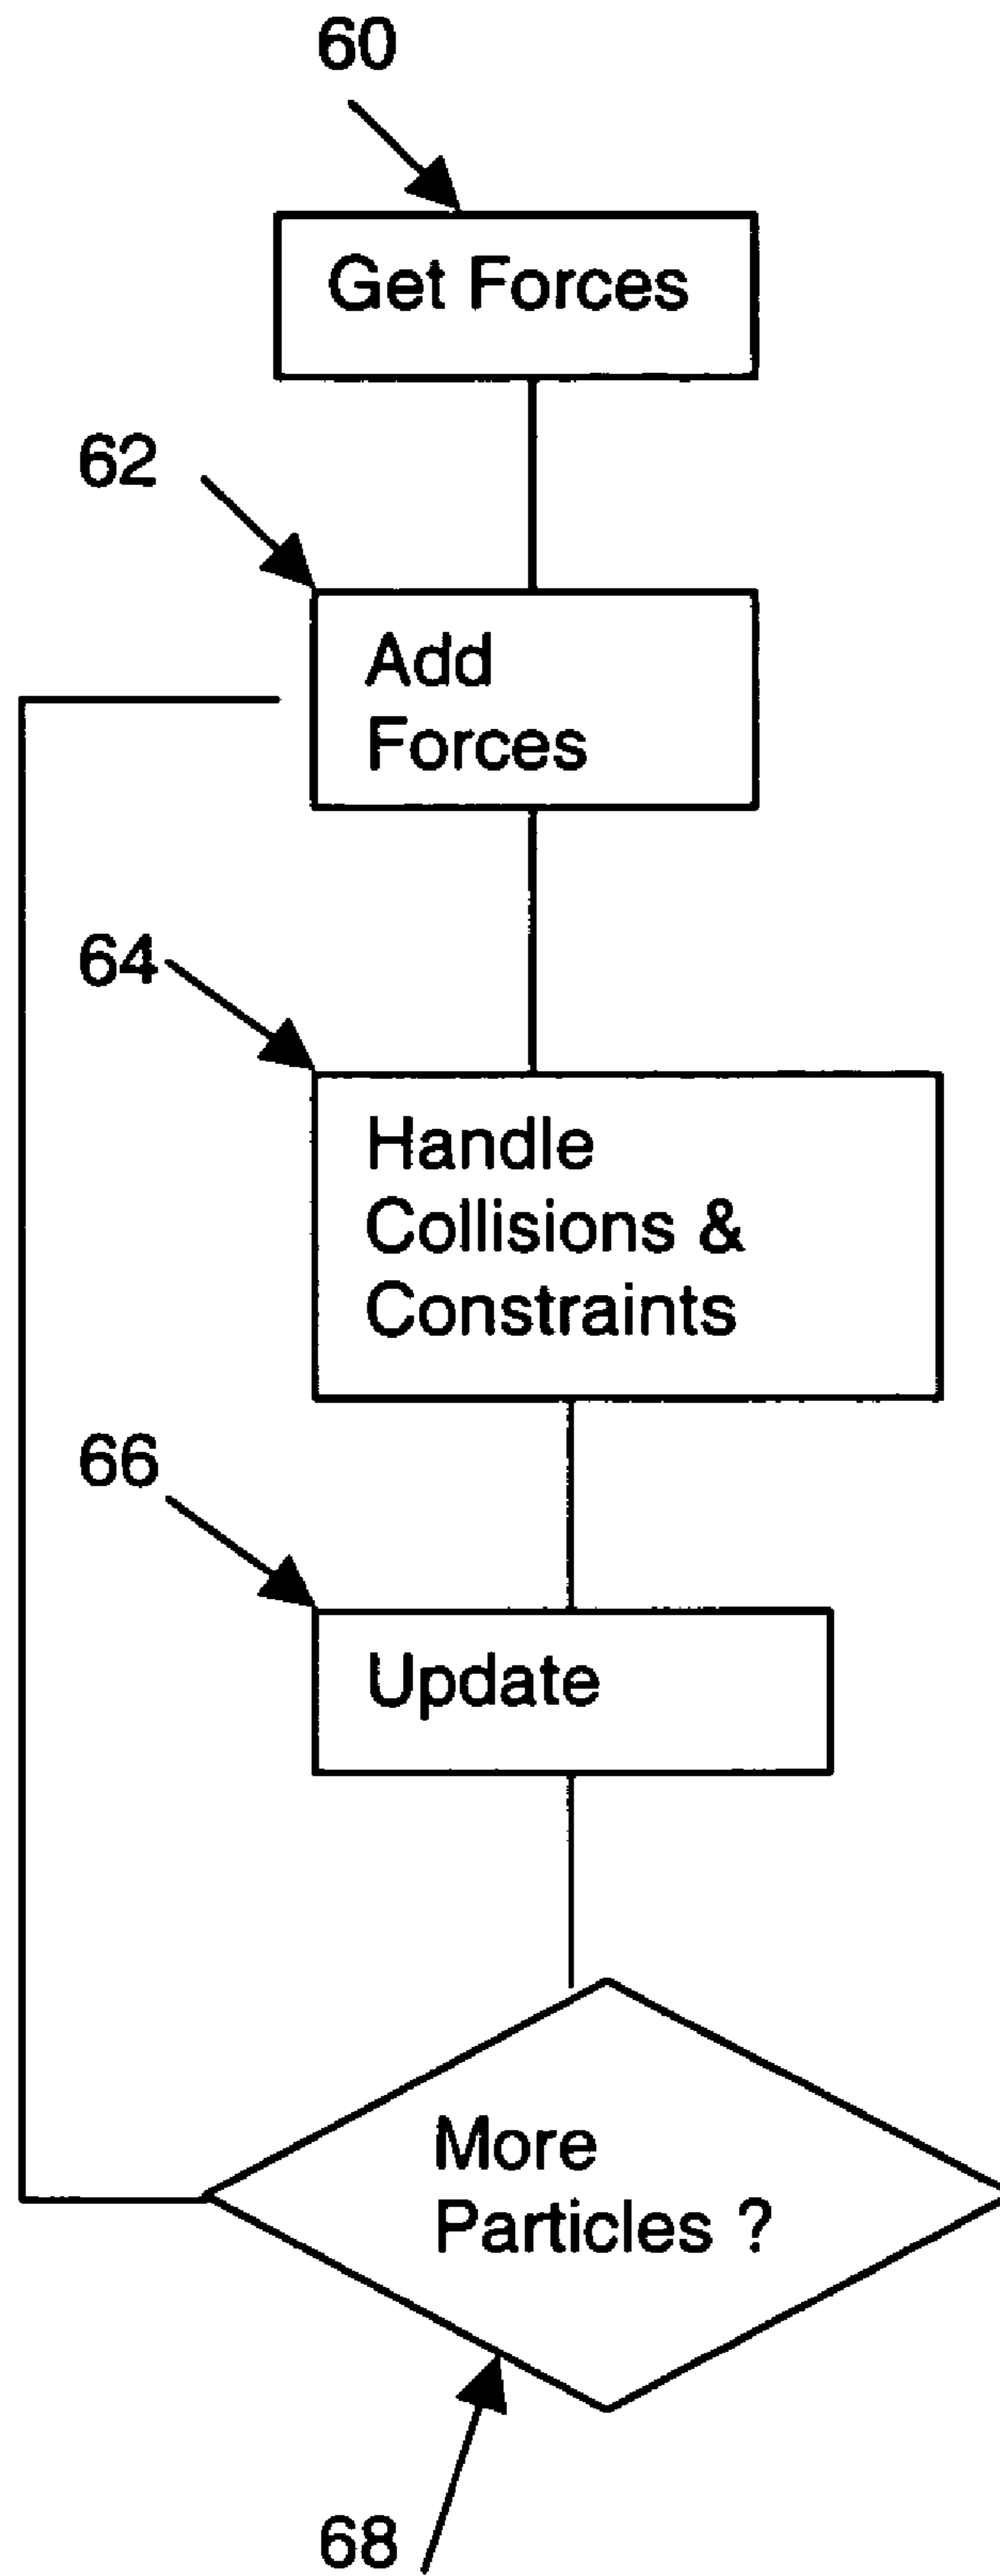 60
Get Forces
62
Add
Forces
64
Handle
Collisions &
Constraints
66
Update
More
Particles ?
68